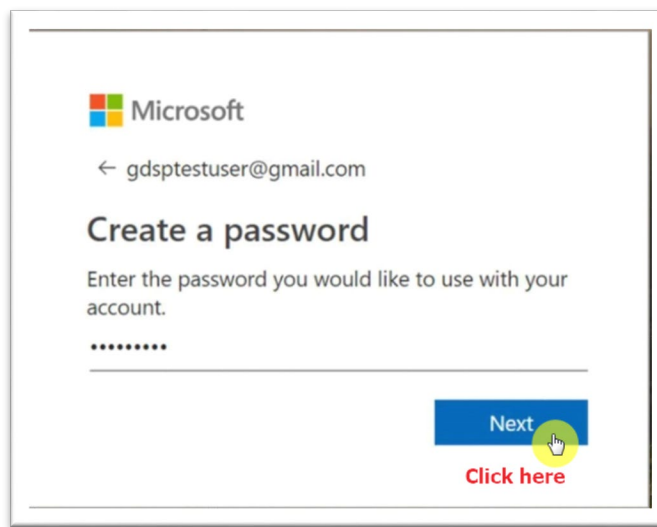 Microsoft
← gdsptestuser@gmail.com
Create a password
Enter the password you would like to use with your
account.
•••••••••
Next
Click here